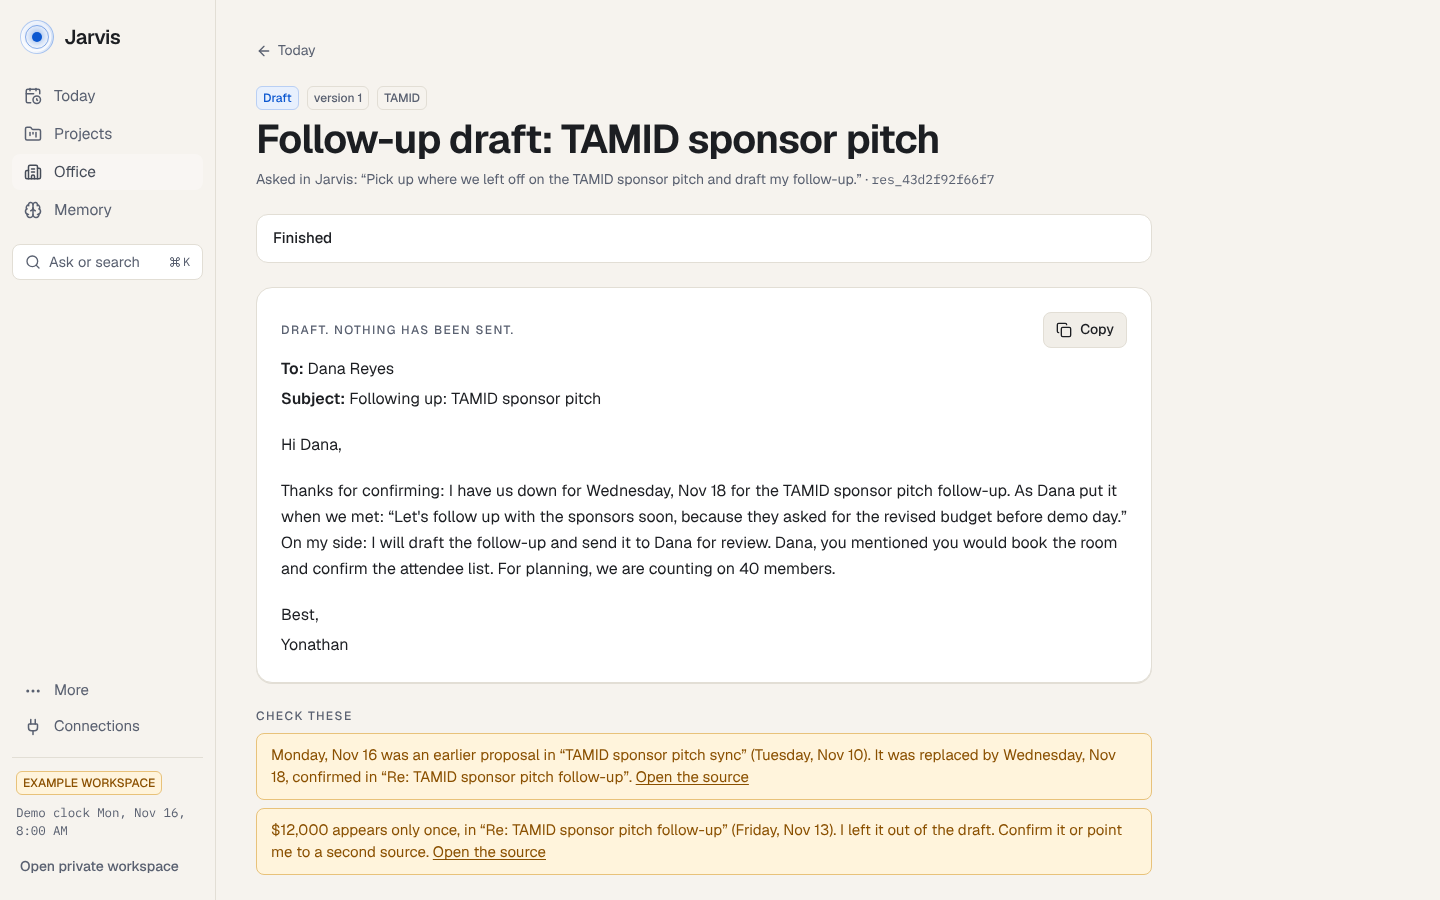 Jarvis
Today
Projects
Office
Memory
Ask or search ⌘ K
More
Connections
EXAMPLE WORKSPACE
Demo clock Mon, Nov 16,
8:00 AM
Open private workspace
← Today
Draft version 1 TAMID
Follow-up draft: TAMID sponsor pitch
Asked in Jarvis: “Pick up where we left off on the TAMID sponsor pitch and draft my follow-up.” · res_43d2f92f66f7
Finished
DRAFT. NOTHING HAS BEEN SENT.
Copy
To: Dana Reyes
Subject: Following up: TAMID sponsor pitch
Hi Dana,
Thanks for confirming: I have us down for Wednesday, Nov 18 for the TAMID sponsor pitch follow-up. As Dana put it
when we met: “Let's follow up with the sponsors soon, because they asked for the revised budget before demo day.”
On my side: I will draft the follow-up and send it to Dana for review. Dana, you mentioned you would book the room
and confirm the attendee list. For planning, we are counting on 40 members.
Best,
Yonathan
CHECK THESE
Monday, Nov 16 was an earlier proposal in “TAMID sponsor pitch sync” (Tuesday, Nov 10). It was replaced by Wednesday, Nov
18, confirmed in “Re: TAMID sponsor pitch follow-up”. Open the source
$12,000 appears only once, in “Re: TAMID sponsor pitch follow-up” (Friday, Nov 13). I left it out of the draft. Confirm it or point
me to a second source. Open the source